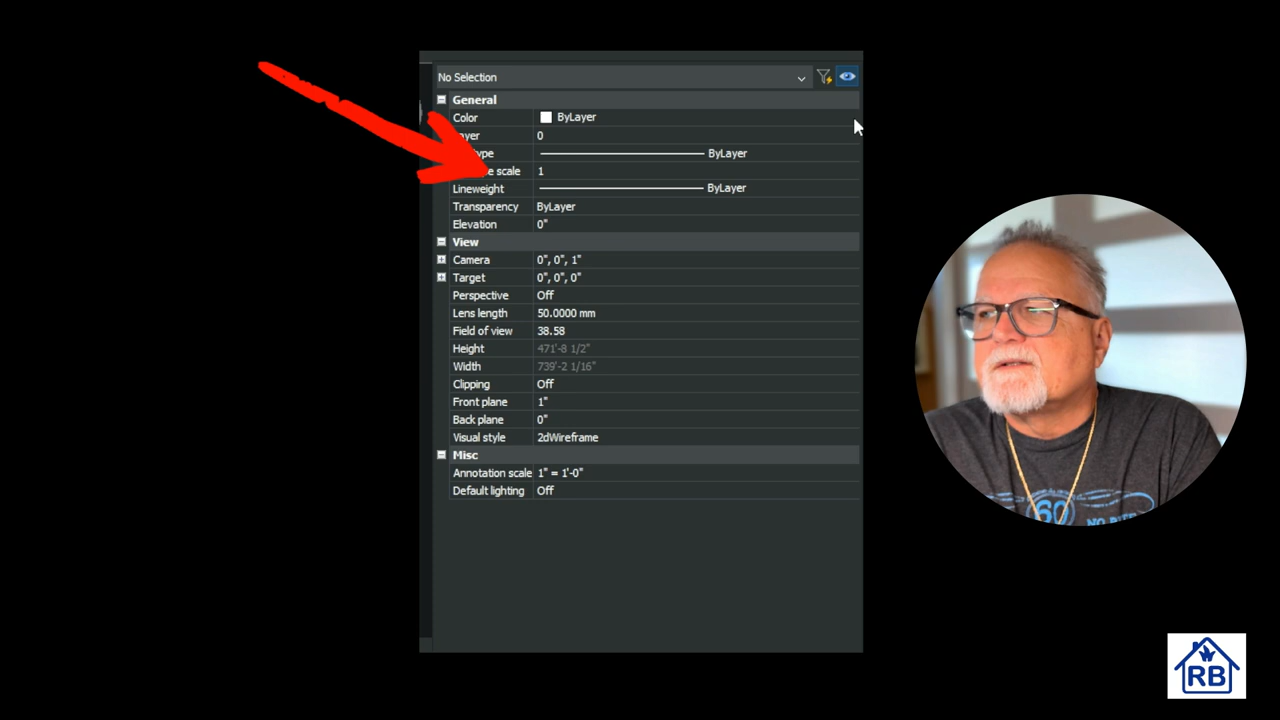 No Selection
General
Color ByLayer
0
ByLayer
scale 1
Lineweight ByLayer
Transparency ByLayer
Elevation 0"
View
Camera 0", 0", 1"
Target 0", 0", 0"
Perspective Off
Lens length 50.0000 mm
Field of view 38.58
Height 471'-8 1/2"
Width 739'-2 1/16"
Clipping Off
Front plane 1"
Back plane 0"
Visual style 2dWireframe
Misc
Annotation scale 1" = 1'-0"
Default lighting Off
60
NO
RB